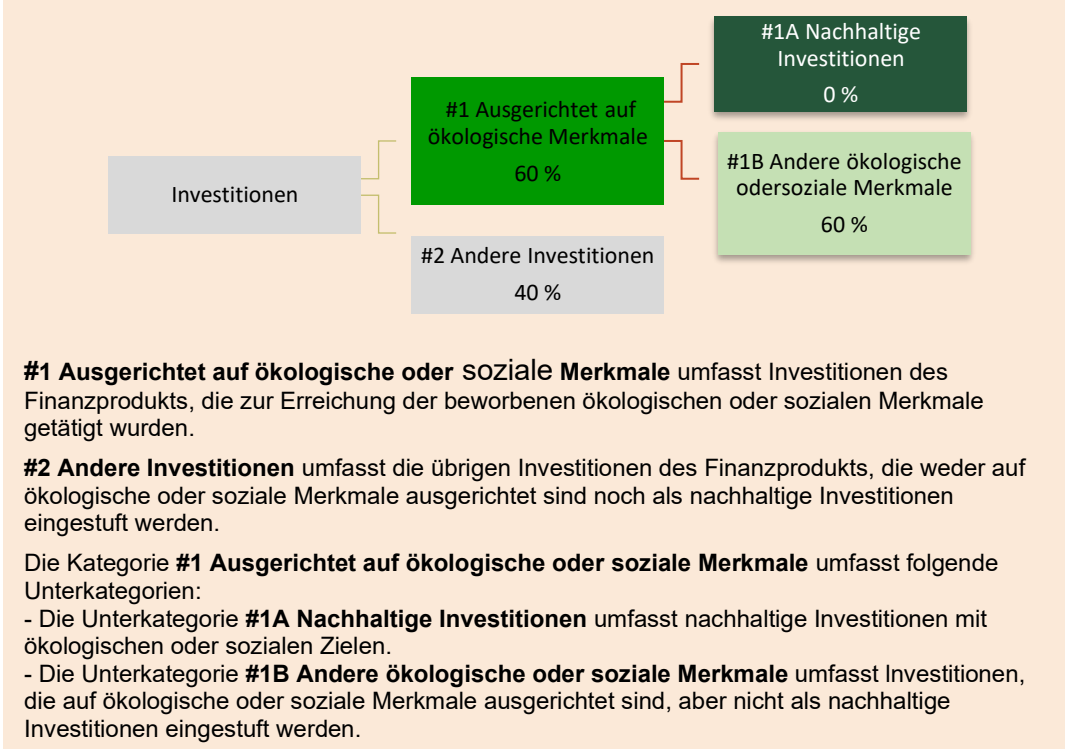 #1A Nachhaltige
Investitionen
0 %
#1 Ausgerichtet auf
ökologische Merkmale
60 %
#1B Andere ökologische
odersoziale Merkmale
60 %
Investitionen
#2 Andere Investitionen
40 %
#1 Ausgerichtet auf ökologische oder soziale Merkmale umfasst Investitionen des
Finanzprodukts, die zur Erreichung der beworbenen ökologischen oder sozialen Merkmale
getätigt wurden.
#2 Andere Investitionen umfasst die übrigen Investitionen des Finanzprodukts, die weder auf
ökologische oder soziale Merkmale ausgerichtet sind noch als nachhaltige Investitionen
eingestuft werden.
Die Kategorie #1 Ausgerichtet auf ökologische oder soziale Merkmale umfasst folgende
Unterkategorien:
- Die Unterkategorie #1A Nachhaltige Investitionen umfasst nachhaltige Investitionen mit
ökologischen oder sozialen Zielen.
- Die Unterkategorie #1B Andere ökologische oder soziale Merkmale umfasst Investitionen,
die auf ökologische oder soziale Merkmale ausgerichtet sind, aber nicht als nachhaltige
Investitionen eingestuft werden.